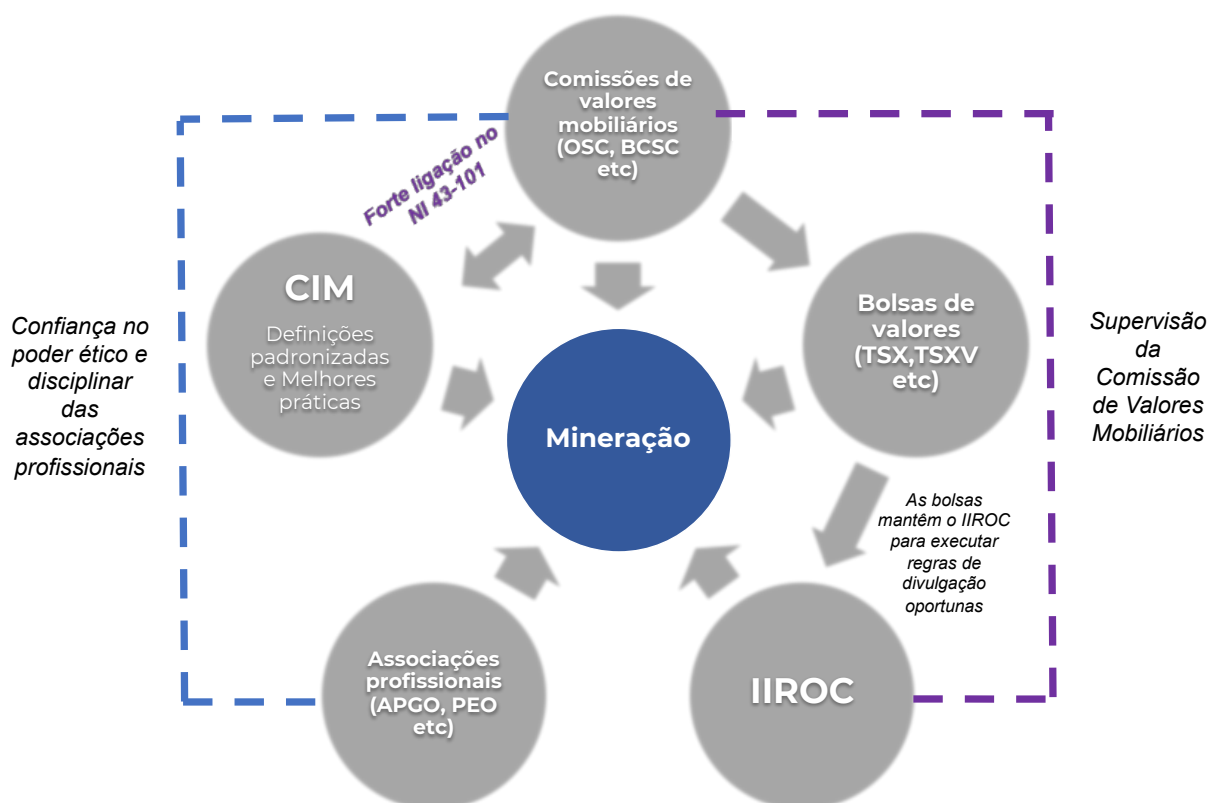 Comissões de
valores
mobiliários
(OSC, BCSC
etc)
Forte ligação no
NI 43-101
CIM
Definições
padronizadas
e Melhores
práticas
Bolsas de
valores
(TSX,TSXV
etc)
Confiança no
poder ético e
disciplinar
das
associações
profissionais
Supervisão
da
Comissão
de Valores
Mobiliários
Mineração
As bolsas
mantêm o IIROC
para executar
regras de
divulgação
oportunas
Associações
profissionais
(APGO, PEO
etc)
IIROC